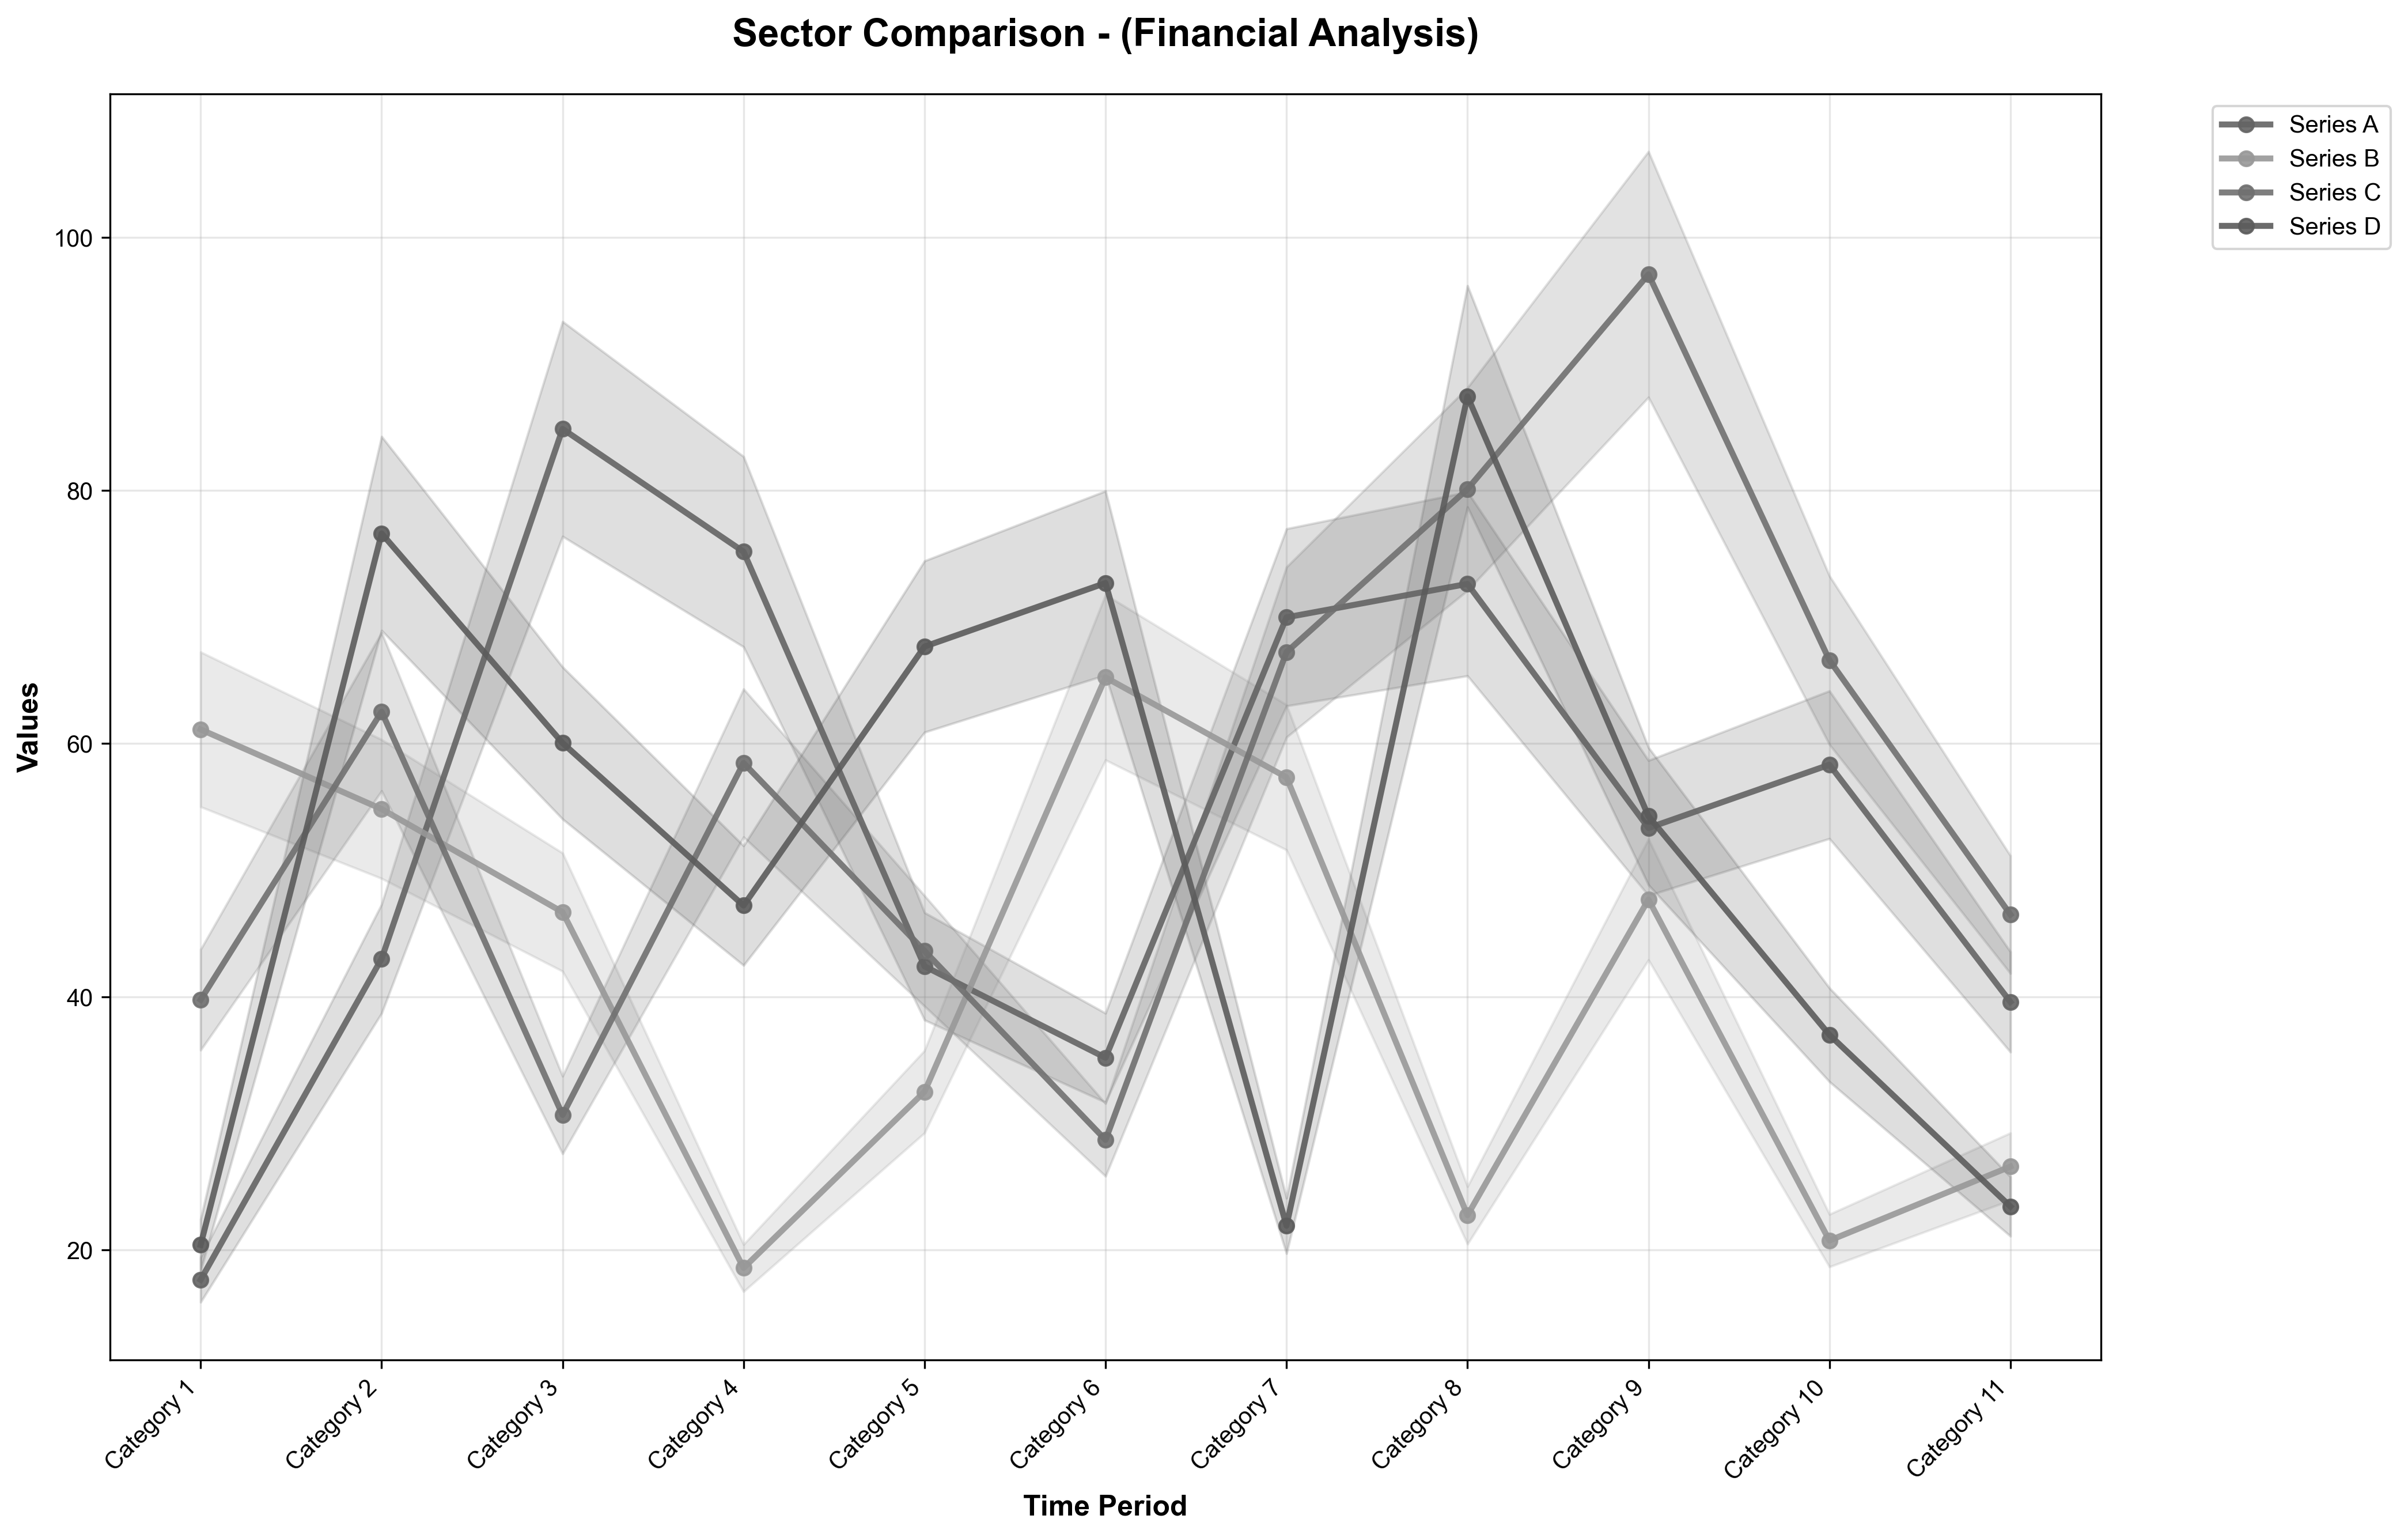 Sector Comparison - (Financial Analysis)
Series A
Series B
Series C
Series D
Values
100
80
60
40
20
Category 1
Category 2
Category 3
Category 4
Category 5
Category 6
Category 7
Category 8
Category 9
Category 10
Category 11
Time Period